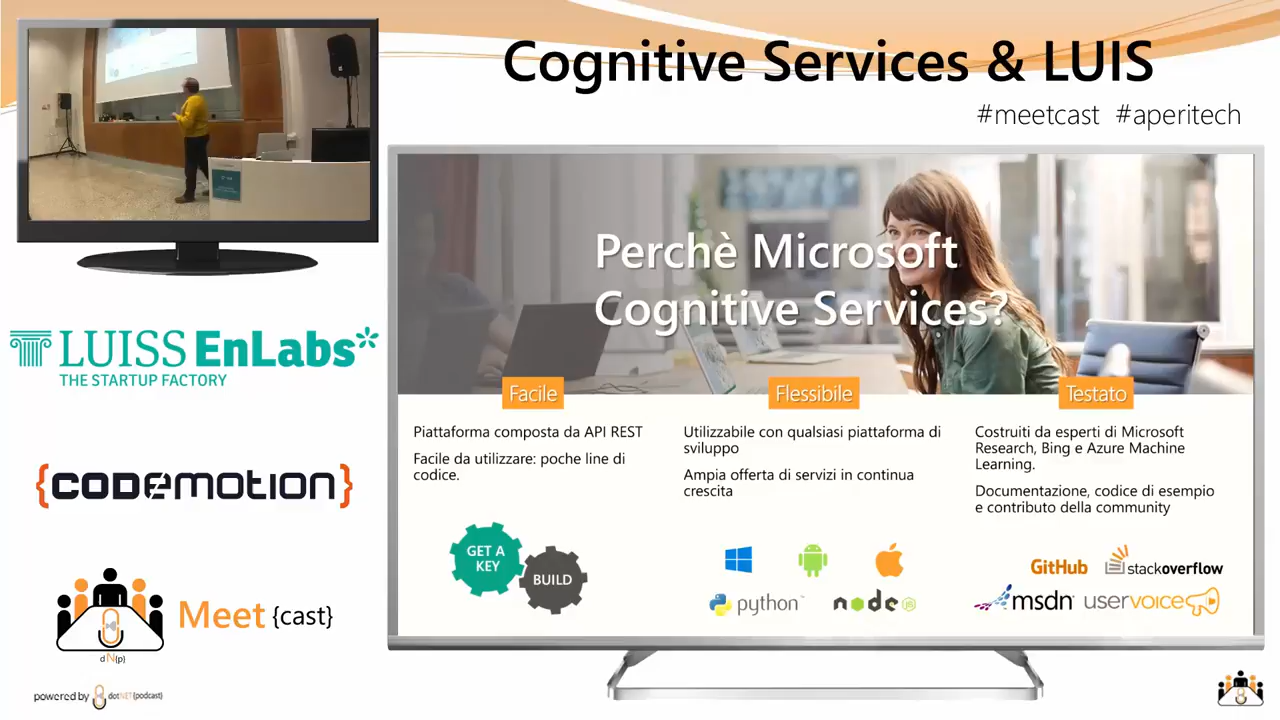 Cognitive Services & LUIS
#meetcast #aperitech
LUISS EnLabs
THE STARTUP FACTORY
{CODEMOTION}
Meet {cast}
d N{p}
powered by dotNET{podcast}
Perchè Microsoft
Cognitive Services?
Facile
Piattaforma composta da API REST
Facile da utilizzare: poche line di
codice.
GET A
KEY
BUILD
Flessibile
Utilizzabile con qualsiasi piattaforma di
sviluppo
Ampia offerta di servizi in continua
crescita
python™
node JS
Testato
Costruiti da esperti di Microsoft
Research, Bing e Azure Machine
Learning.
Documentazione, codice di esempio
e contributo della community
GitHub
stackoverflow
msdn
uservoice